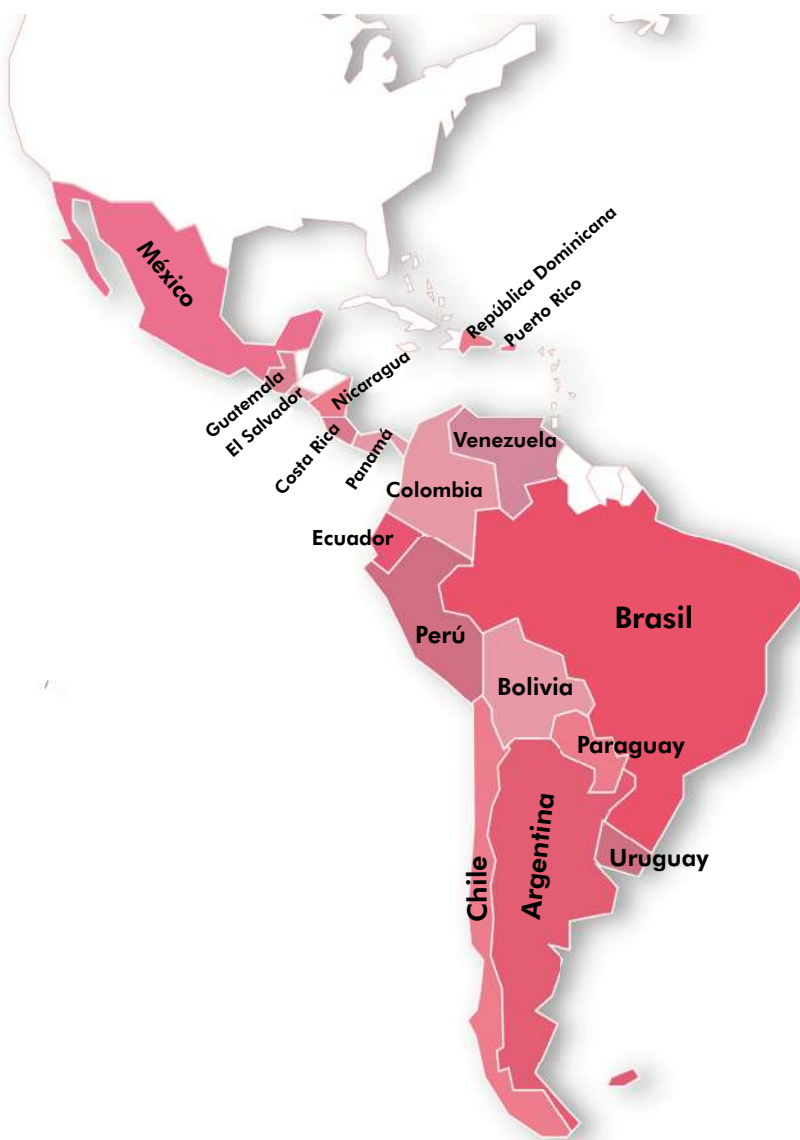 República Dominicana
Puerto Rico
México
Guatemala
El Salvador
Nicaragua
Costa Rica
Panamá
Venezuela
Colombia
Ecuador
Brasil
Perú
Bolivia
Paraguay
Argentina
Chile
Uruguay